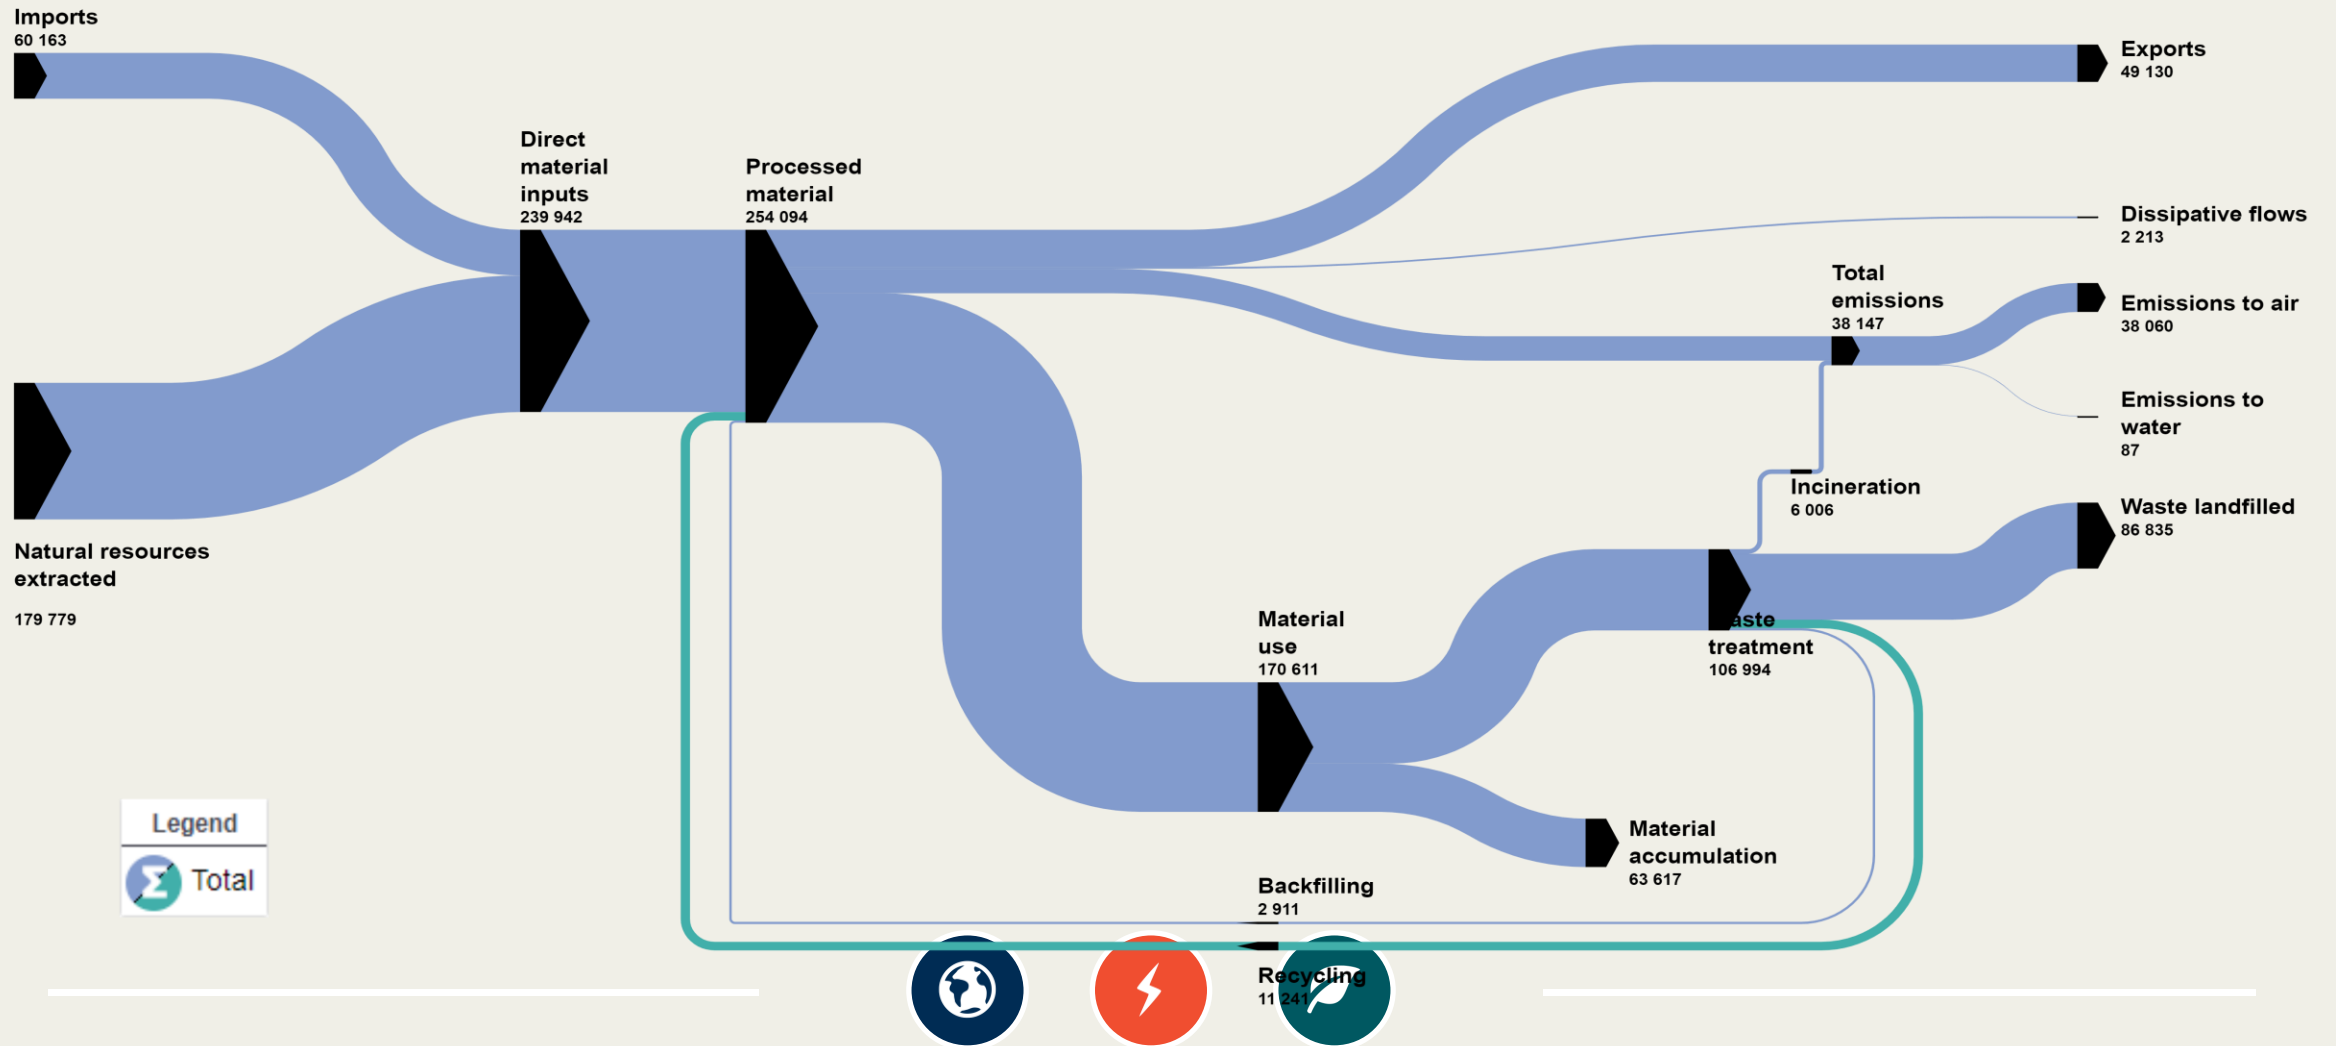 Imports
60 163
Exports
49 130
Direct
material
inputs
239 942
Processed
material
254 094
Dissipative flows
2 213
Total
emissions
38 147
Emissions to air
38 060
Emissions to
water
87
Incineration
6 006
Waste landfilled
86 835
Natural resources
extracted
179 779
Material
use
170 611
Waste
treatment
106 994
Material
accumulation
63 617
Backfilling
2 911
Recycling
11 241
Legend
Total